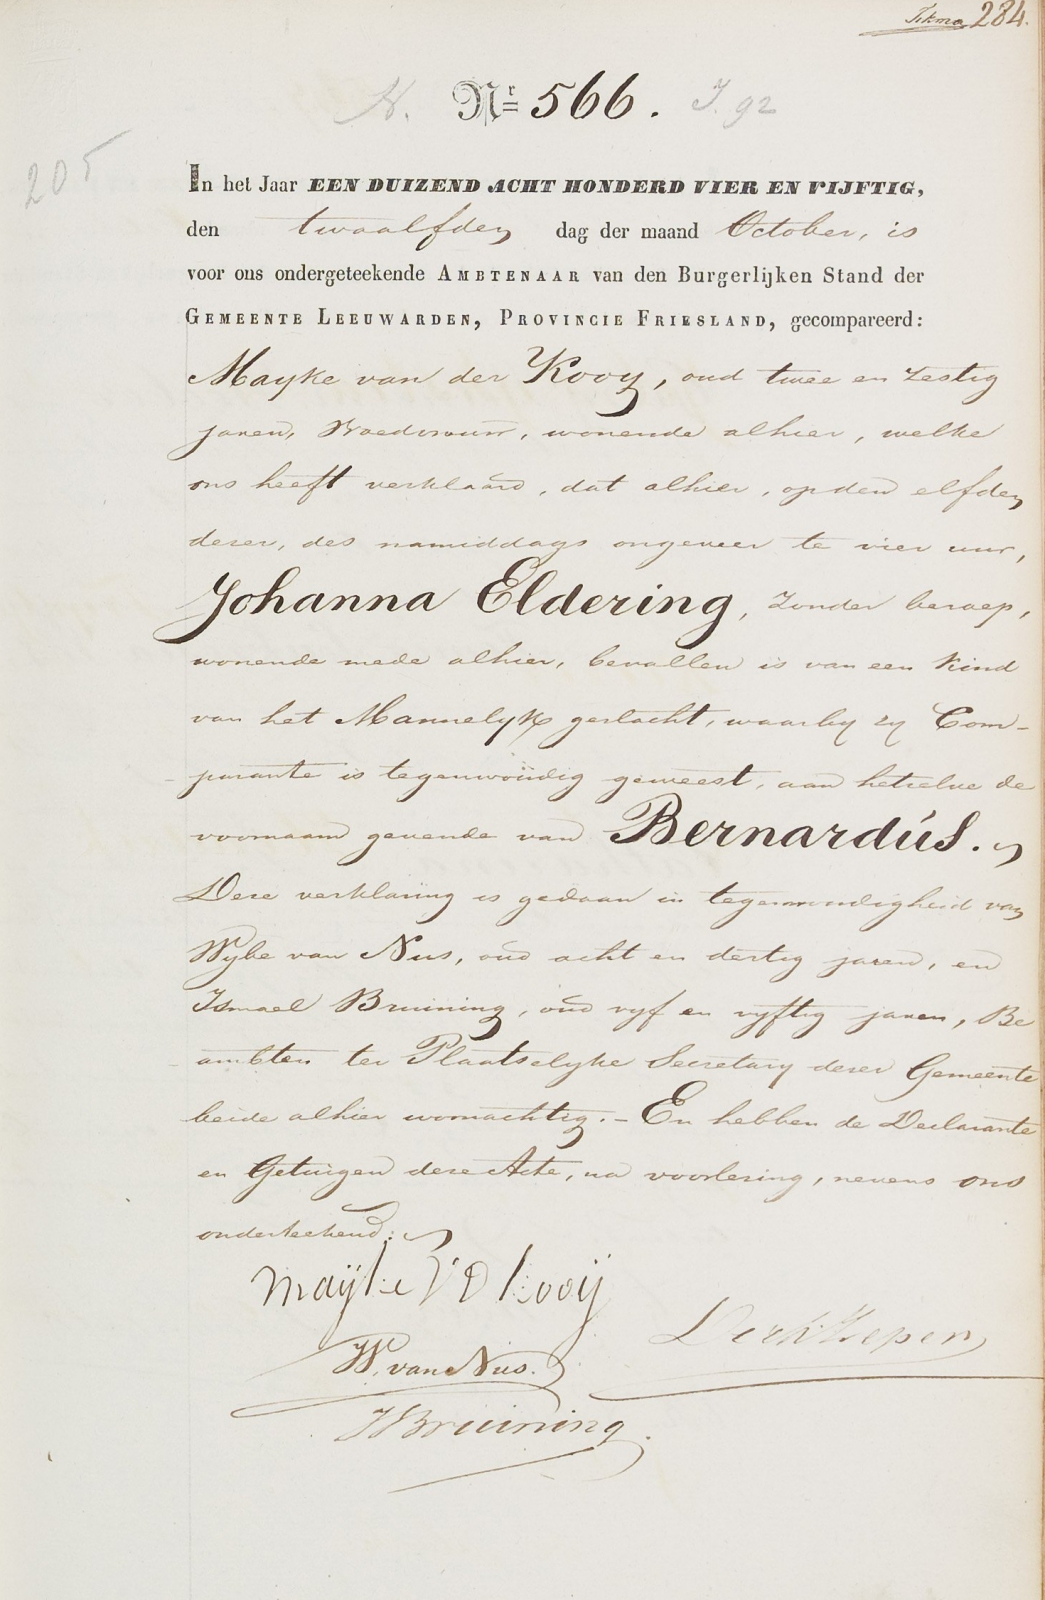 284.
N. Nr 566. I. 92
205
In het Jaar EEN DUIZEND ACHT HONDERD VIER EN VIJFTIG,
den twaalfden dag der maand October, is
voor ons ondergeteekende AMBTENAAR van den Burgerlijken Stand der
GEMEENTE LEEUWARDEN, PROVINCIE FRIESLAND, gecompareerd:
Mayke van der Kooy, oud twee en zestig
jaren, Vroedvrouw, wonende alhier, welke
ons heeft verklaard, dat alhier, op den elfden
dezer, des namiddags ongeveer te vier uur,
Johanna Eldering, zonder beroep,
wonende mede alhier, bevallen is van een kind
van het Mannelyk geslacht, waarby zy Com-
parante is tegenwoordig geweest, aan hetzelve de
voornaam gevende van Bernardús.
Deze verklaring is gedaan in tegenwoordigheid van
Wybe van Nus, oud acht en dertig jaren, en
Ismael Bruining, oud vyf en vyftig jaren, Be
ambten ter Plaatselyke Secretary dezer Gemeente
beide alhier woonachtig. - En hebben de Declarante
en Getuigen deze Acte, na voorlezing, nevens ons
onderteekend.
Maÿke V D Kooij
Dirk Zeper
W. van Nus.
I Bruining.